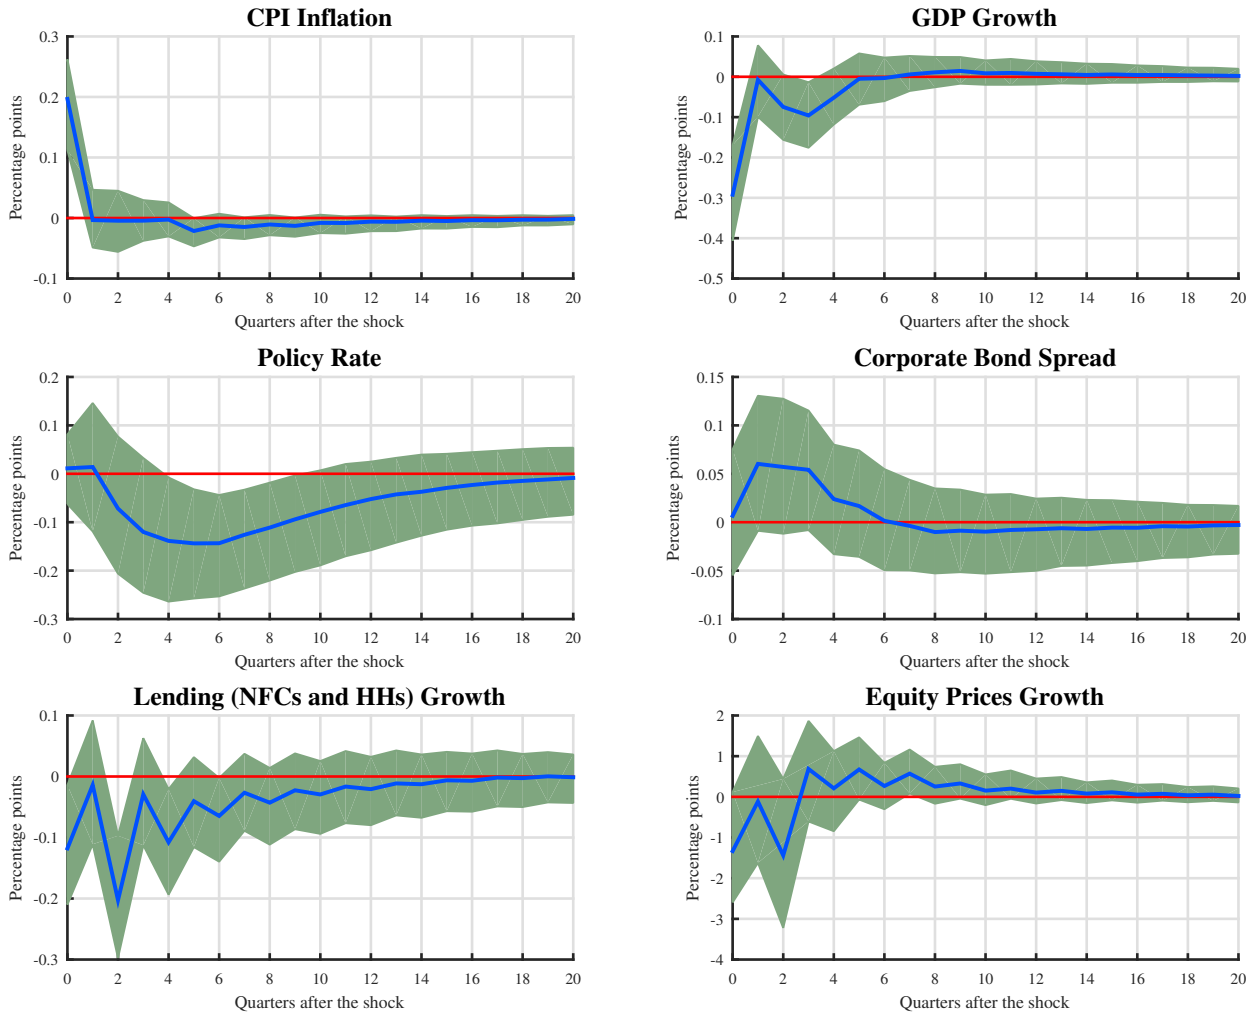 CPI Inflation
Percentage points
0.3
0.2
0.1
0
-0.1
0 2 4 6 8 10 12 14 16 18 20
Quarters after the shock
GDP Growth
Percentage points
0.1
0
-0.1
-0.2
-0.3
-0.4
-0.5
0 2 4 6 8 10 12 14 16 18 20
Quarters after the shock
Policy Rate
Percentage points
0.2
0.1
0
-0.1
-0.2
-0.3
0 2 4 6 8 10 12 14 16 18 20
Quarters after the shock
Corporate Bond Spread
Percentage points
0.15
0.1
0.05
0
-0.05
-0.1
0 2 4 6 8 10 12 14 16 18 20
Quarters after the shock
Lending (NFCs and HHs) Growth
Percentage points
0.1
0
-0.1
-0.2
-0.3
0 2 4 6 8 10 12 14 16 18 20
Quarters after the shock
Equity Prices Growth
Percentage points
2
1
0
-1
-2
-3
-4
0 2 4 6 8 10 12 14 16 18 20
Quarters after the shock